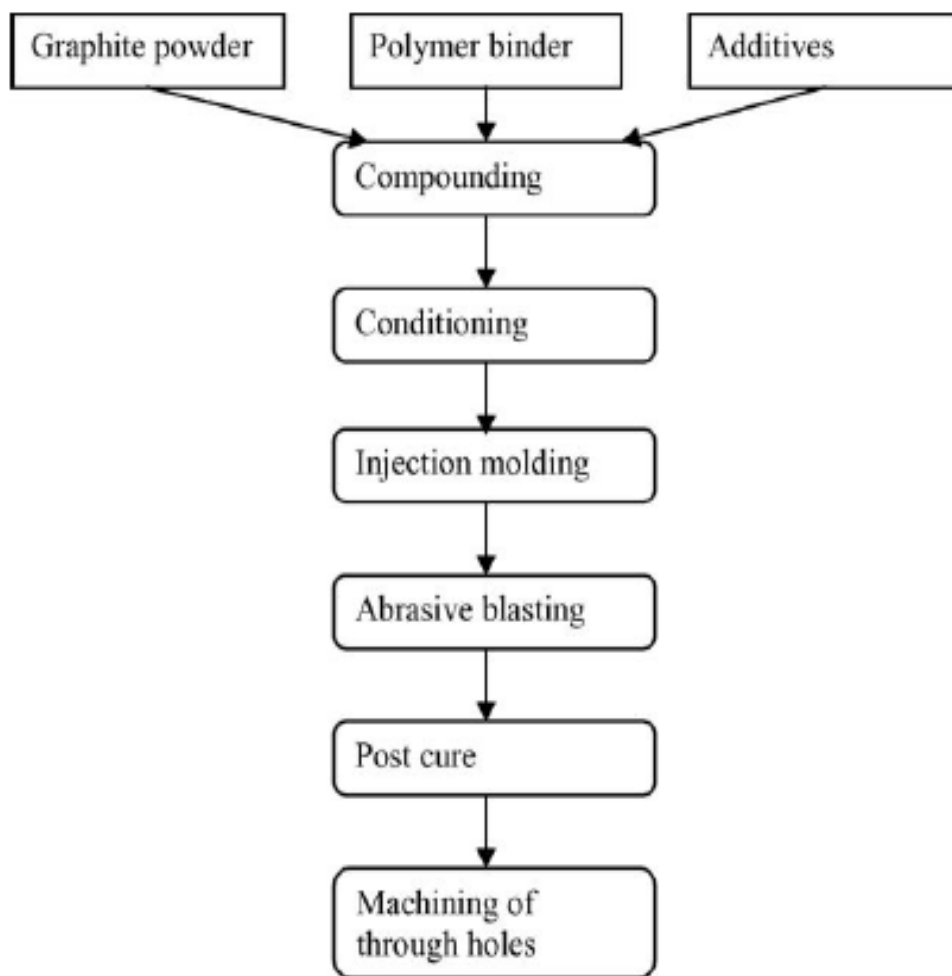 Graphite powder
Polymer binder
Additives
Compounding
Conditioning
Injection molding
Abrasive blasting
Post cure
Machining of
through holes